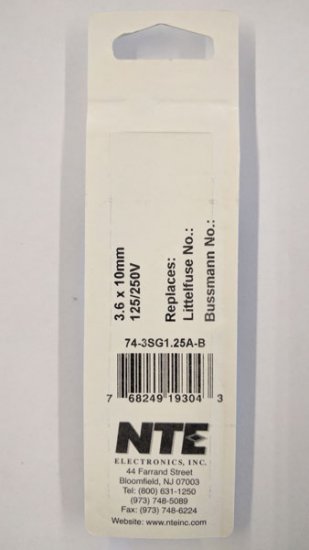 3.6 x 10mm
125/250V
Replaces:
Littelfuse No.:
Bussmann No.:
74-3SG1.25A-B
7 68249 19304 3
NTE
ELECTRONICS, INC.
44 Farrand Street
Bloomfield, NJ 07003
Tel: (800) 631-1250
(973) 748-5089
Fax: (973) 748-6224
Website: www.nteinc.com